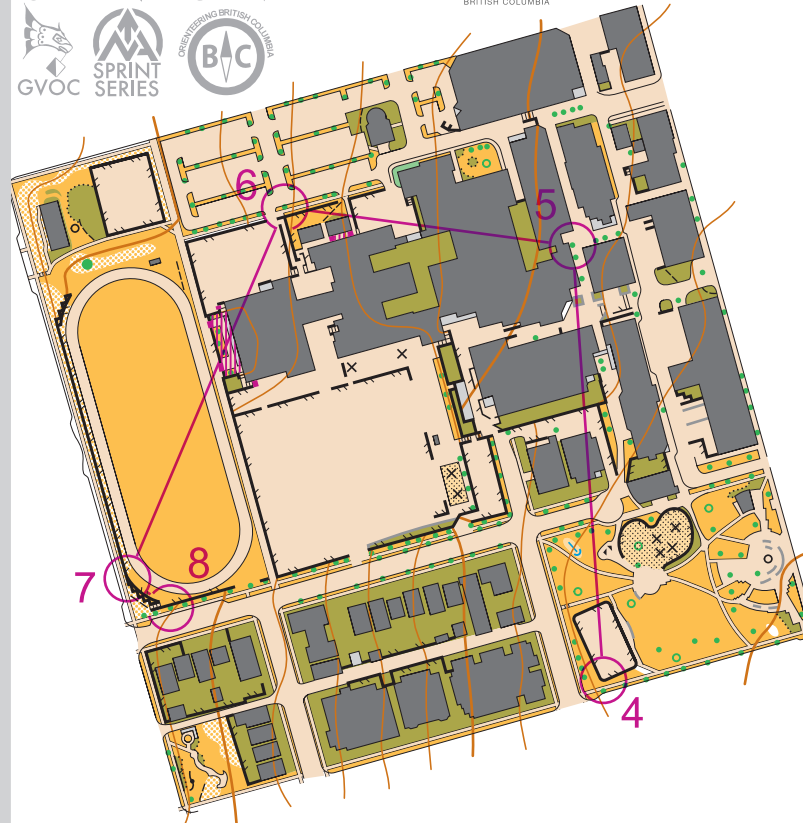 BRITISH COLUMBIA
ORIENTEERING BRITISH COLUMBIA
B C
GVOC
SPRINT
SERIES
6
5
8
7
4